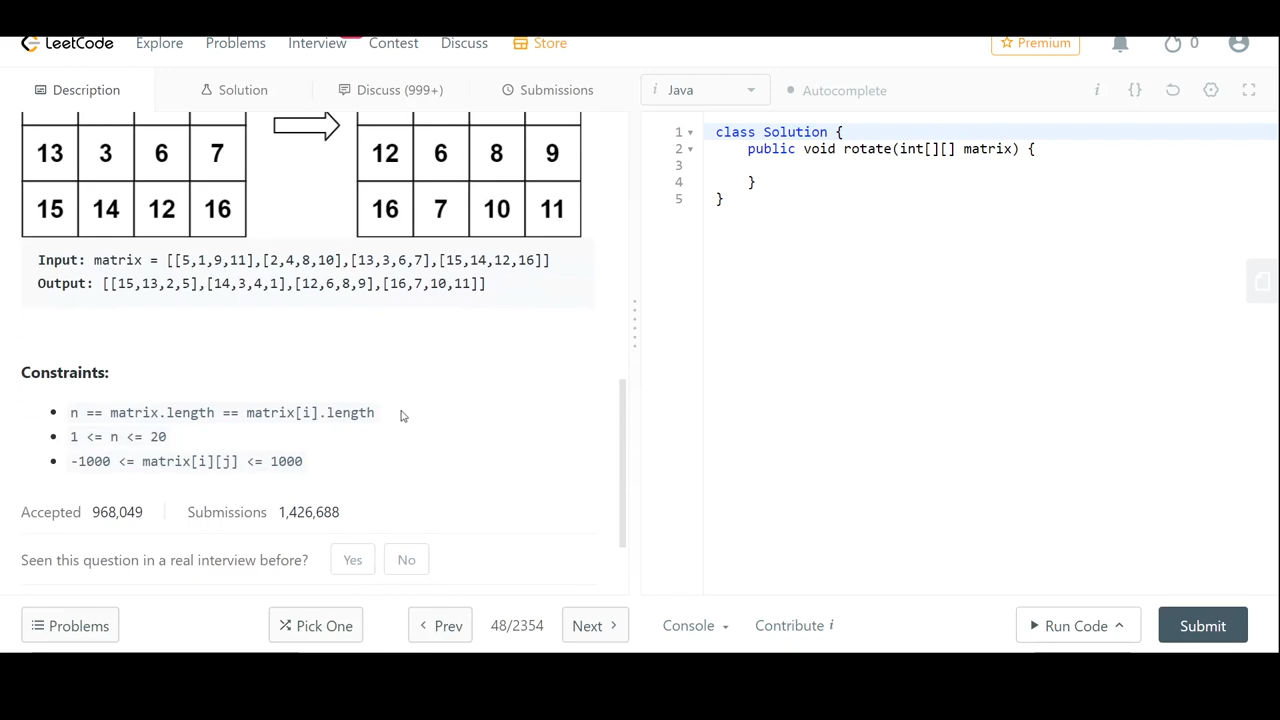 LeetCode Explore Problems Interview Contest Discuss Store Premium 0
Description Solution Discuss (999+) Submissions i Java Autocomplete i {}
13 3 6 7 12 6 8 9
15 14 12 16 16 7 10 11
Input: matrix = [[5,1,9,11],[2,4,8,10],[13,3,6,7],[15,14,12,16]]
Output: [[15,13,2,5],[14,3,4,1],[12,6,8,9],[16,7,10,11]]
Constraints:
n == matrix.length == matrix[i].length
1 <= n <= 20
-1000 <= matrix[i][j] <= 1000
Accepted 968,049 Submissions 1,426,688
Seen this question in a real interview before? Yes No
Problems Pick One Prev 48/2354 Next
1 class Solution {
2 public void rotate(int[][] matrix) {
3
4 }
5 }
Console Contribute i Run Code Submit